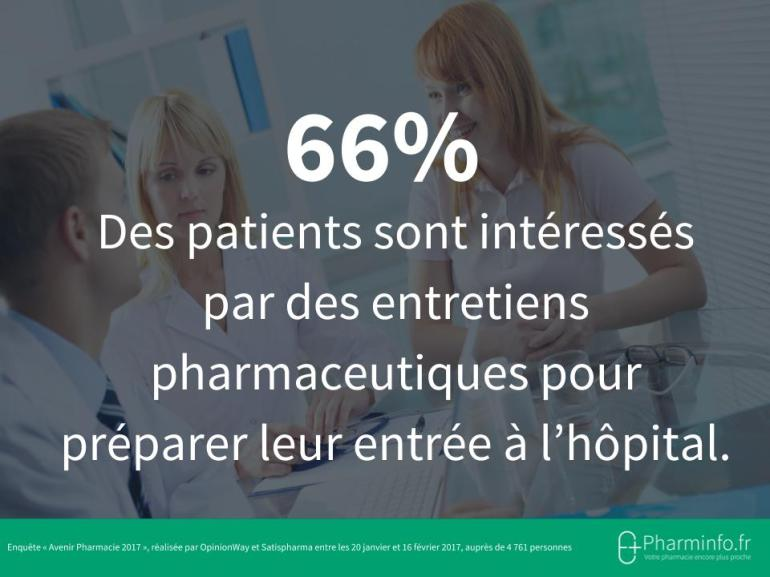 66%
Des patients sont intéressés
par des entretiens
pharmaceutiques pour
préparer leur entrée à l’hôpital.
Enquête « Avenir Pharmacie 2017 », réalisée par OpinionWay et Satispharma entre les 20 janvier et 16 février 2017, auprès de 4 761 personnes
Pharminfo.fr
Votre pharmacie encore plus proche